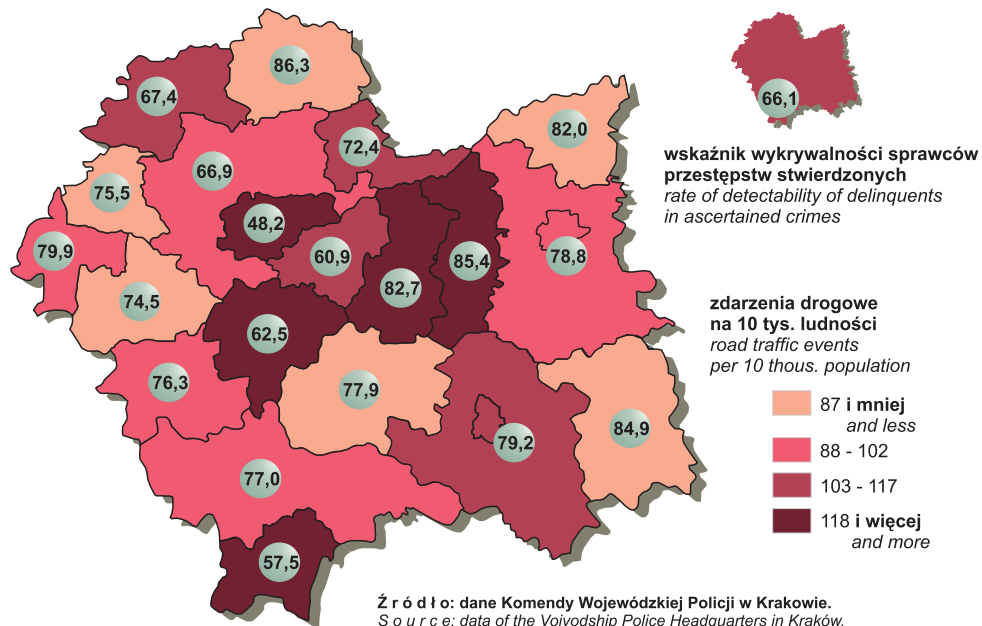 86,3
67,4
66,1
82,0
72,4
wskaźnik wykrywalności sprawców
przestępstw stwierdzonych
rate of detectability of delinquents
in ascertained crimes
66,9
75,5
48,2
79,9
60,9
85,4
78,8
82,7
74,5
62,5
zdarzenia drogowe
na 10 tys. ludności
road traffic events
per 10 thous. population
76,3
77,9
87 i mniej
and less
84,9
79,2
88 - 102
77,0
103 - 117
118 i więcej
and more
57,5
Ź r ó d ł o: dane Komendy Wojewódzkiej Policji w Krakowie.
S o u r c e: data of the Voivodship Police Headquarters in Kraków.